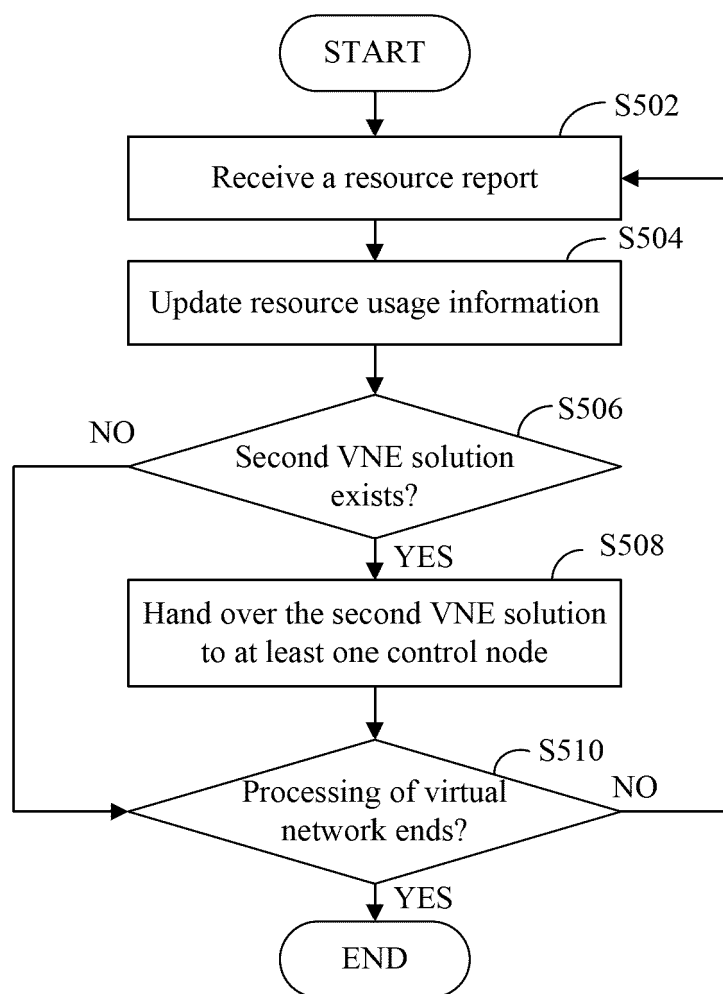 START
S502
Receive a resource report
S504
Update resource usage information
S506
NO
Second VNE solution
exists?
YES
S508
Hand over the second VNE solution
to at least one control node
S510
Processing of virtual
network ends?
NO
YES
END